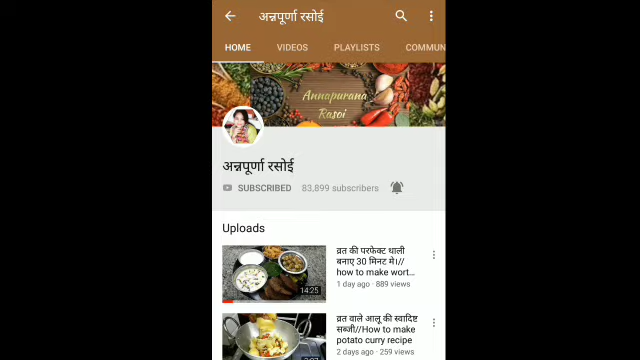 अन्नपूर्णा रसोई
HOME VIDEOS PLAYLISTS COMMUN
Annapurana
Rasoi
अन्नपूर्णा रसोई
SUBSCRIBED 83,899 subscribers
Uploads
व्रत की परफेक्ट थाली
बनाए 30 मिनट मे।//
how to make wort...
1 day ago · 889 views
14:25
व्रत वाले आलू की स्वादिष्ट
सब्जी//How to make
potato curry recipe
2 days ago · 259 views